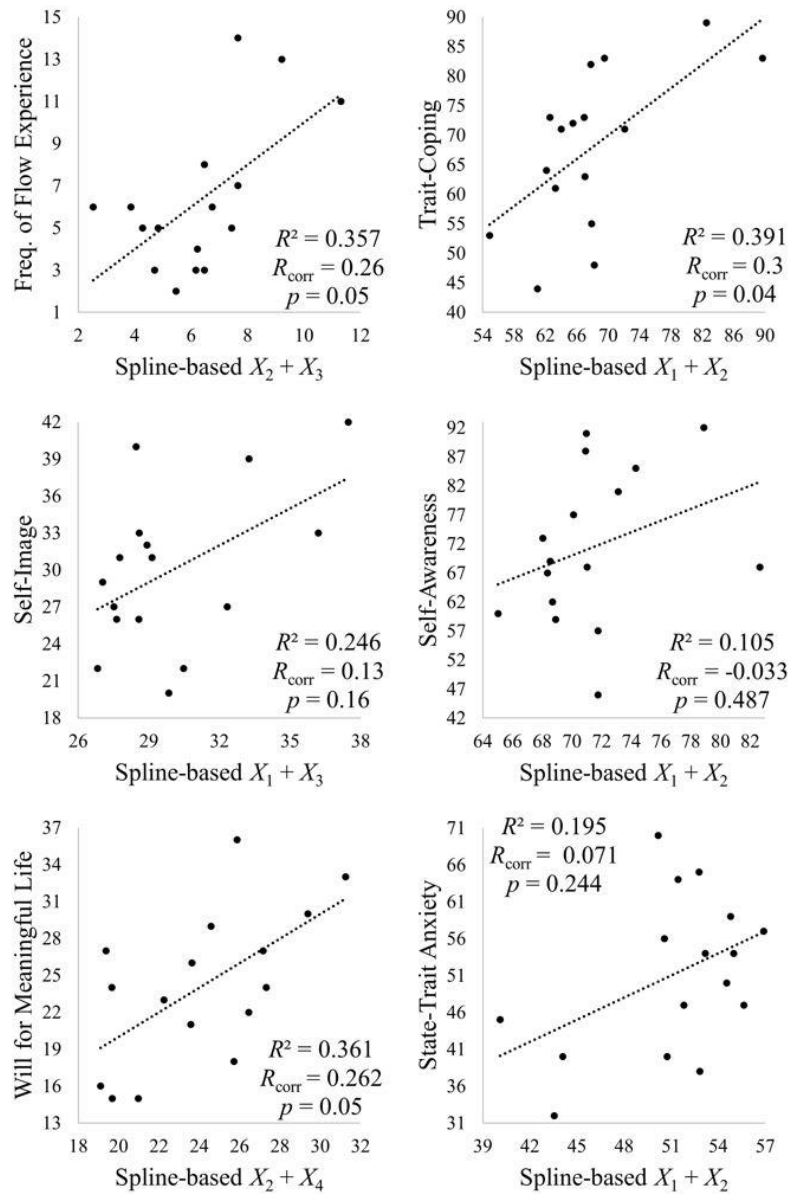 15
13
11
9
7
5
3
1
Freq. of Flow Experience
R² = 0.357
Rcorr = 0.26
p = 0.05
2 4 6 8 10 12
Spline-based X2 + X3
90
85
80
75
70
65
60
55
50
45
40
Trait-Coping
R² = 0.391
Rcorr = 0.3
p = 0.04
54 58 62 66 70 74 78 82 86 90
Spline-based X1 + X2
42
39
36
33
30
27
24
21
18
Self-Image
R² = 0.246
Rcorr = 0.13
p = 0.16
26 29 32 35 38
Spline-based X1 + X3
92
87
82
77
72
67
62
57
52
47
42
Self-Awareness
R² = 0.105
Rcorr = -0.033
p = 0.487
64 66 68 70 72 74 76 78 80 82
Spline-based X1 + X2
37
34
31
28
25
22
19
16
13
Will for Meaningful Life
R² = 0.361
Rcorr = 0.262
p = 0.05
18 20 22 24 26 28 30 32
Spline-based X2 + X4
71
66
61
56
51
46
41
36
31
State-Trait Anxiety
R² = 0.195
Rcorr = 0.071
p = 0.244
39 42 45 48 51 54 57
Spline-based X1 + X2